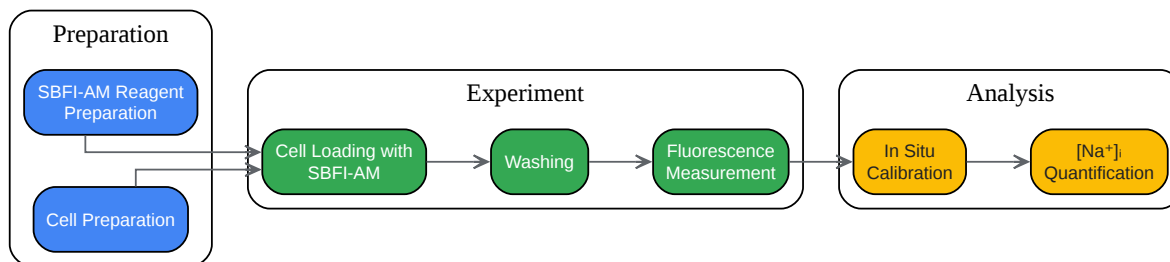 Preparation
SBFI-AM Reagent
Preparation
Cell Preparation
Experiment
Cell Loading with
SBFI-AM
Washing
Fluorescence
Measurement
Analysis
In Situ
Calibration
[Na⁺]ᵢ
Quantification